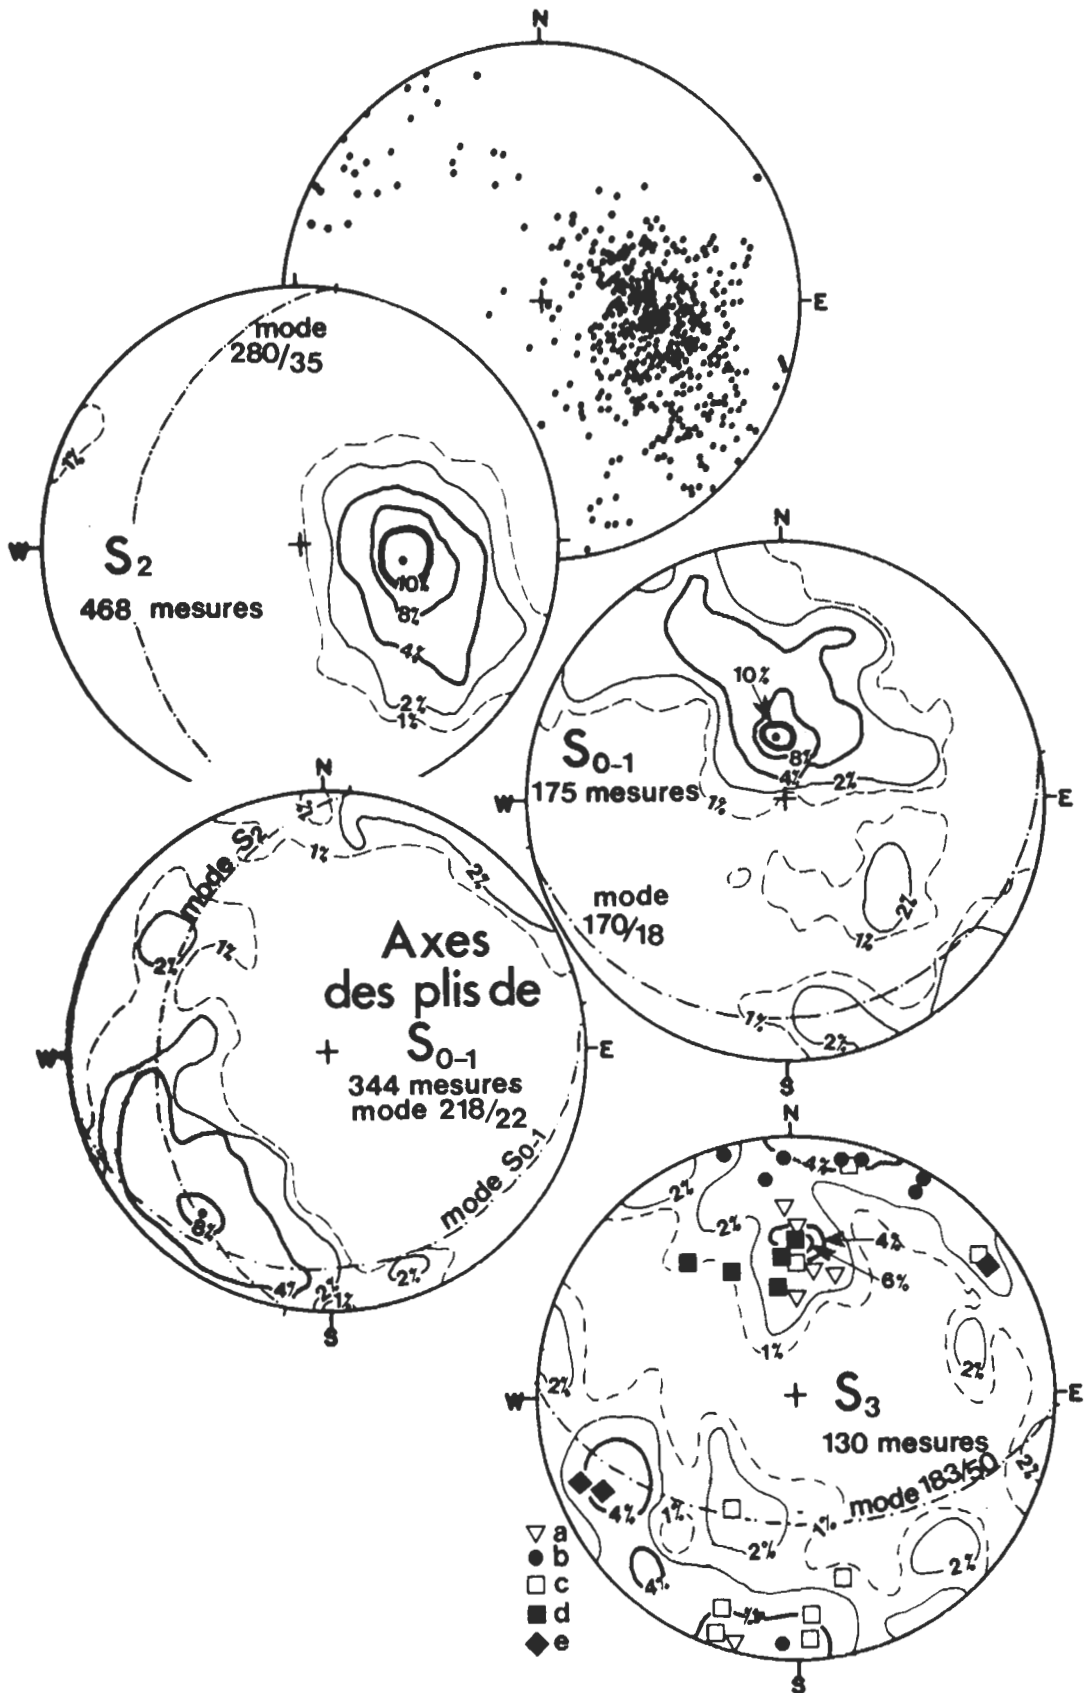 N
E
mode
280/35
1%
W
S2
468 mesures
10%
8%
4%
2%
1%
N
10%
S0-1
175 mesures
8%
4%
2%
1%
W
E
mode
170/18
2%
1%
1%
2%
S
N
1%
1%
2%
mode S2
2%
1%
Axes
des plis de
S0-1
344 mesures
mode 218/22
W
E
mode S0-1
8%
2%
4%
2%
1%
S
N
4%
2%
2%
4%
6%
1%
2%
2%
W
E
S3
130 mesures
mode 183/50
2%
4%
1%
1%
2%
2%
4%
S
a
b
c
d
e